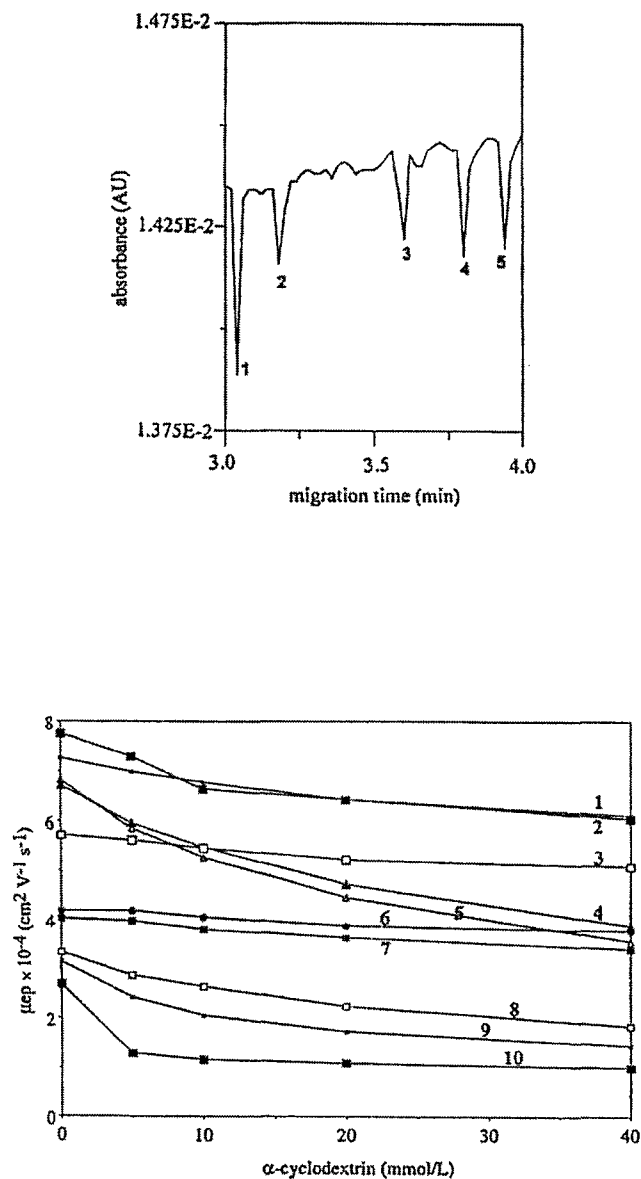 1.475E-2
absorbance (AU)
1.425E-2
1.375E-2
1
2
3
4
5
3.0 3.5 4.0
migration time (min)
8
6
4
2
0
μep × 10-4 (cm2 V-1 s-1)
1
2
3
4
5
6
7
8
9
10
0 10 20 30 40
α-cyclodextrin (mmol/L)